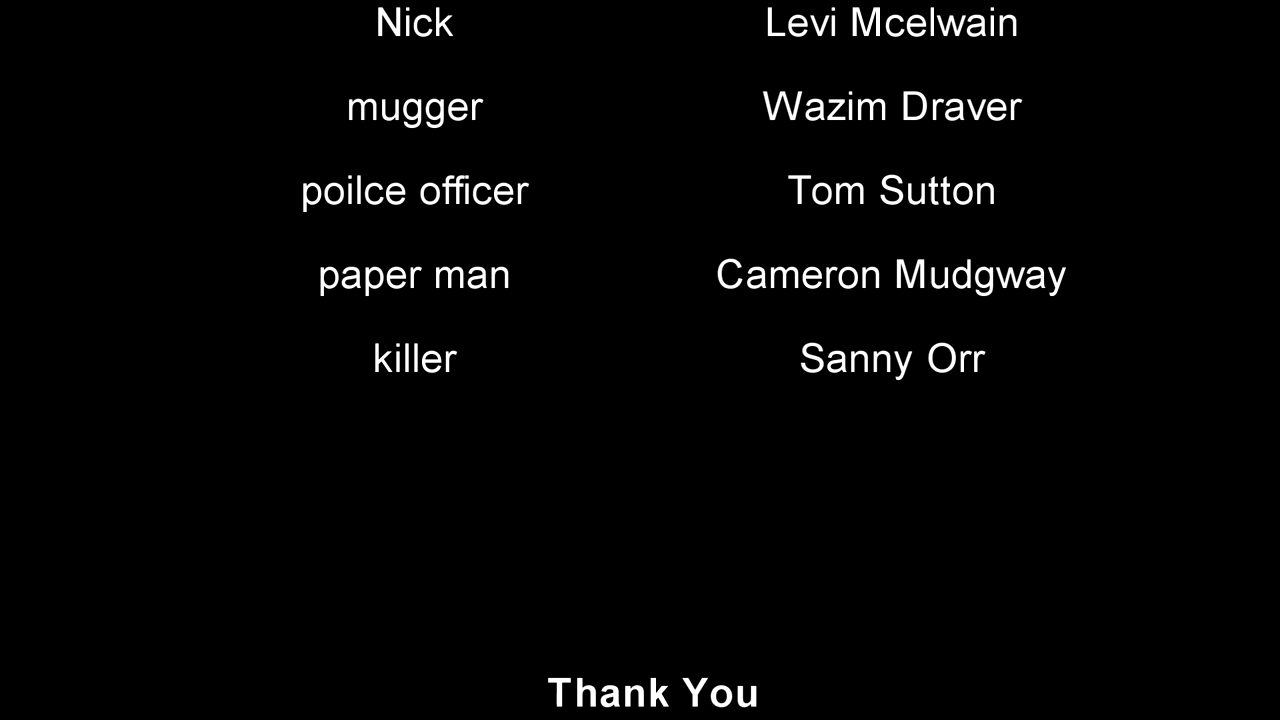 Nick Levi Mcelwain
mugger Wazim Draver
poilce officer Tom Sutton
paper man Cameron Mudgway
killer Sanny Orr
Thank You